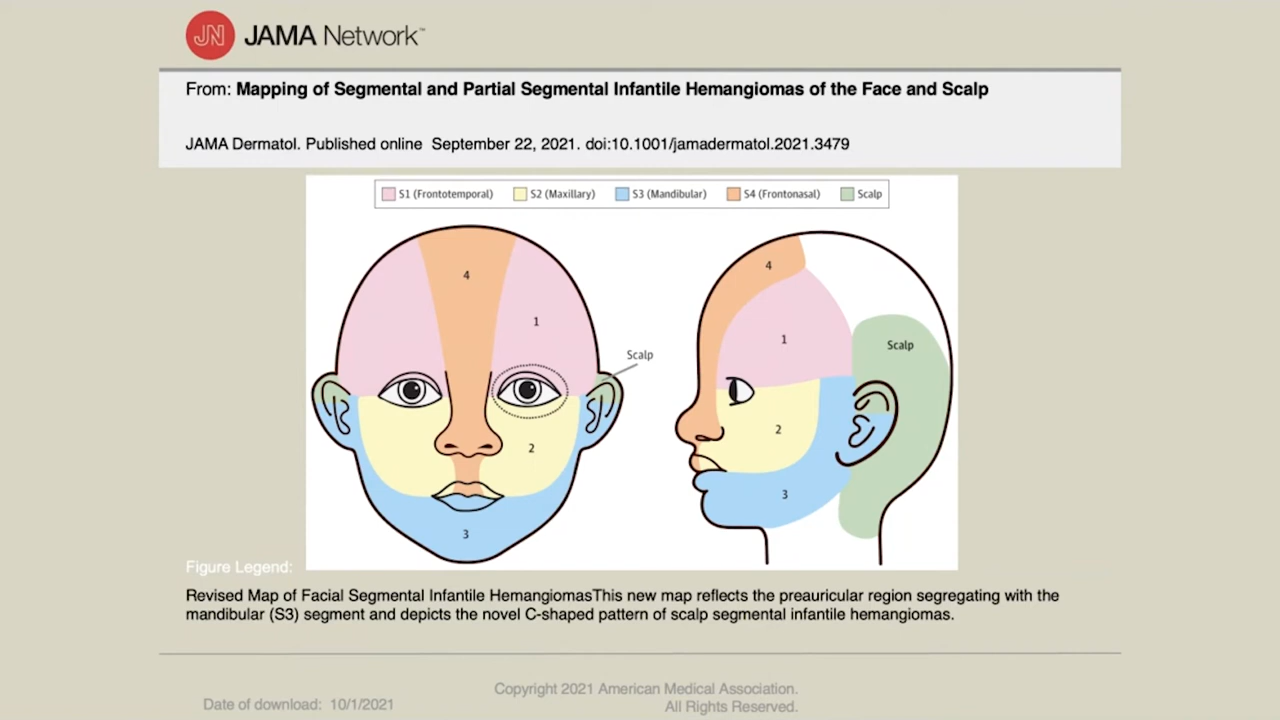 JN JAMA Network™
From: Mapping of Segmental and Partial Segmental Infantile Hemangiomas of the Face and Scalp
JAMA Dermatol. Published online September 22, 2021. doi:10.1001/jamadermatol.2021.3479
S1 (Frontotemporal) S2 (Maxillary) S3 (Mandibular) S4 (Frontonasal) Scalp
4
1
Scalp
2
3
4
1
Scalp
2
3
Figure Legend:
Revised Map of Facial Segmental Infantile HemangiomasThis new map reflects the preauricular region segregating with the
mandibular (S3) segment and depicts the novel C-shaped pattern of scalp segmental infantile hemangiomas.
Date of download: 10/1/2021
Copyright 2021 American Medical Association.
All Rights Reserved.